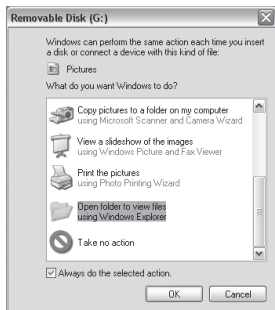 Removable Disk (G:)
Windows can perform the same action each time you insert
a disk or connect a device with this kind of file:
Pictures
What do you want Windows to do?
Copy pictures to a folder on my computer
using Microsoft Scanner and Camera Wizard
View a slideshow of the images
using Windows Picture and Fax Viewer
Print the pictures
using Photo Printing Wizard
Open folder to view files
using Windows Explorer
Take no action
Always do the selected action.
OK
Cancel